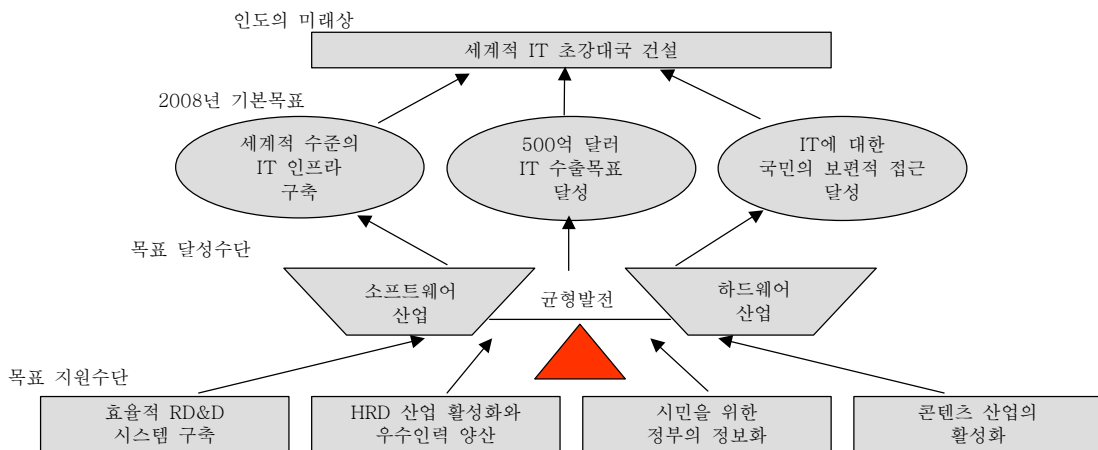 인도의 미래상
세계적 IT 초강대국 건설
2008년 기본목표
세계적 수준의
IT 인프라
구축
500억 달러
IT 수출목표
달성
IT에 대한
국민의 보편적 접근
달성
목표 달성수단
소프트웨어
산업
균형발전
하드웨어
산업
목표 지원수단
효율적 RD&D
시스템 구축
HRD 산업 활성화와
우수인력 양산
시민을 위한
정부의 정보화
콘텐츠 산업의
활성화